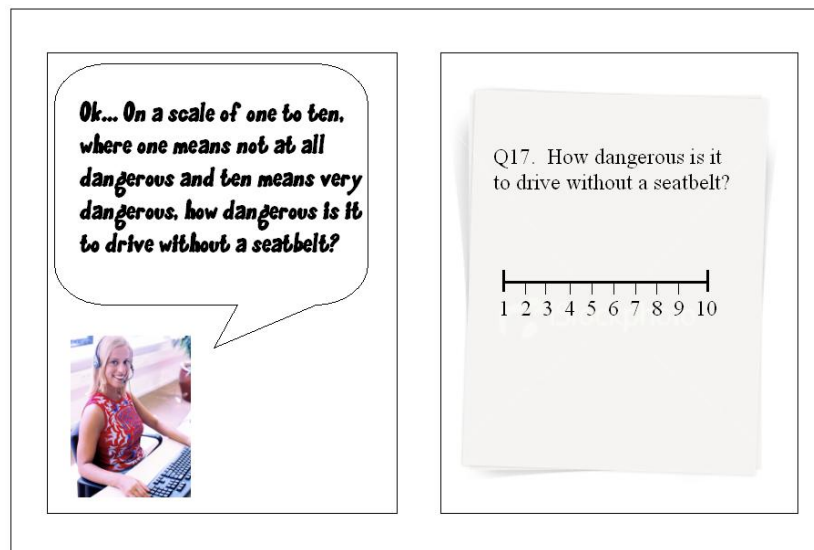 Ok... On a scale of one to ten,
where one means not at all
dangerous and ten means very
dangerous, how dangerous is it
to drive without a seatbelt?
Q17. How dangerous is it
to drive without a seatbelt?
1 2 3 4 5 6 7 8 9 10